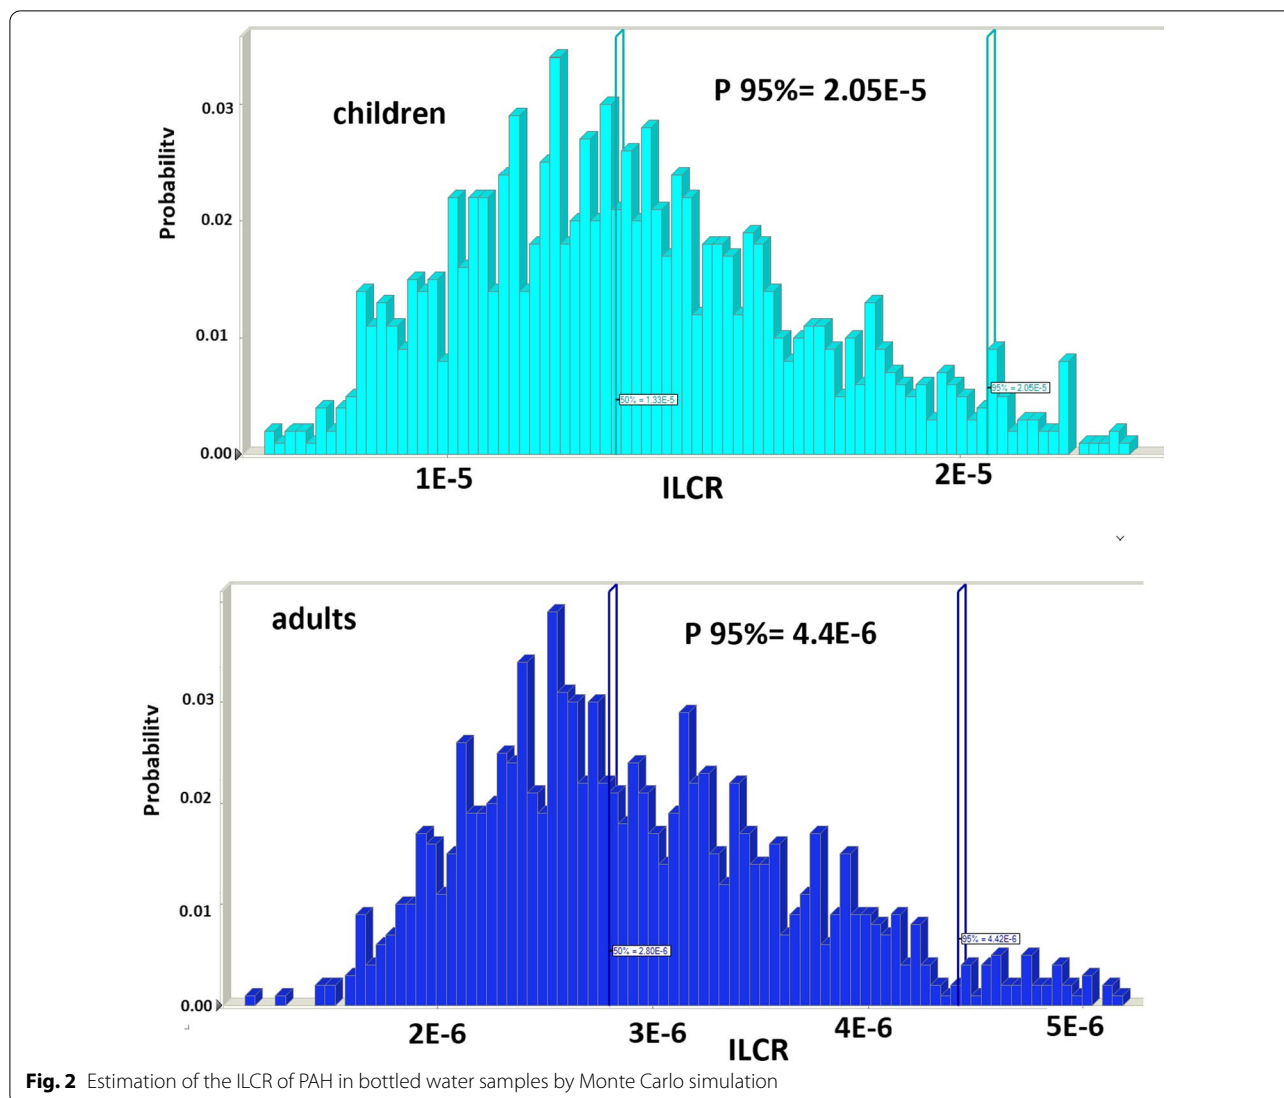 children
P 95%= 2.05E-5
Probability
0.03
0.02
0.01
0.00
50% = 1.33E-5
95% = 2.05E-5
1E-5
2E-5
ILCR
adults
P 95%= 4.4E-6
Probability
0.03
0.02
0.01
0.00
50% = 2.80E-6
95% = 4.42E-6
2E-6
3E-6
4E-6
5E-6
ILCR
Fig. 2 Estimation of the ILCR of PAH in bottled water samples by Monte Carlo simulation